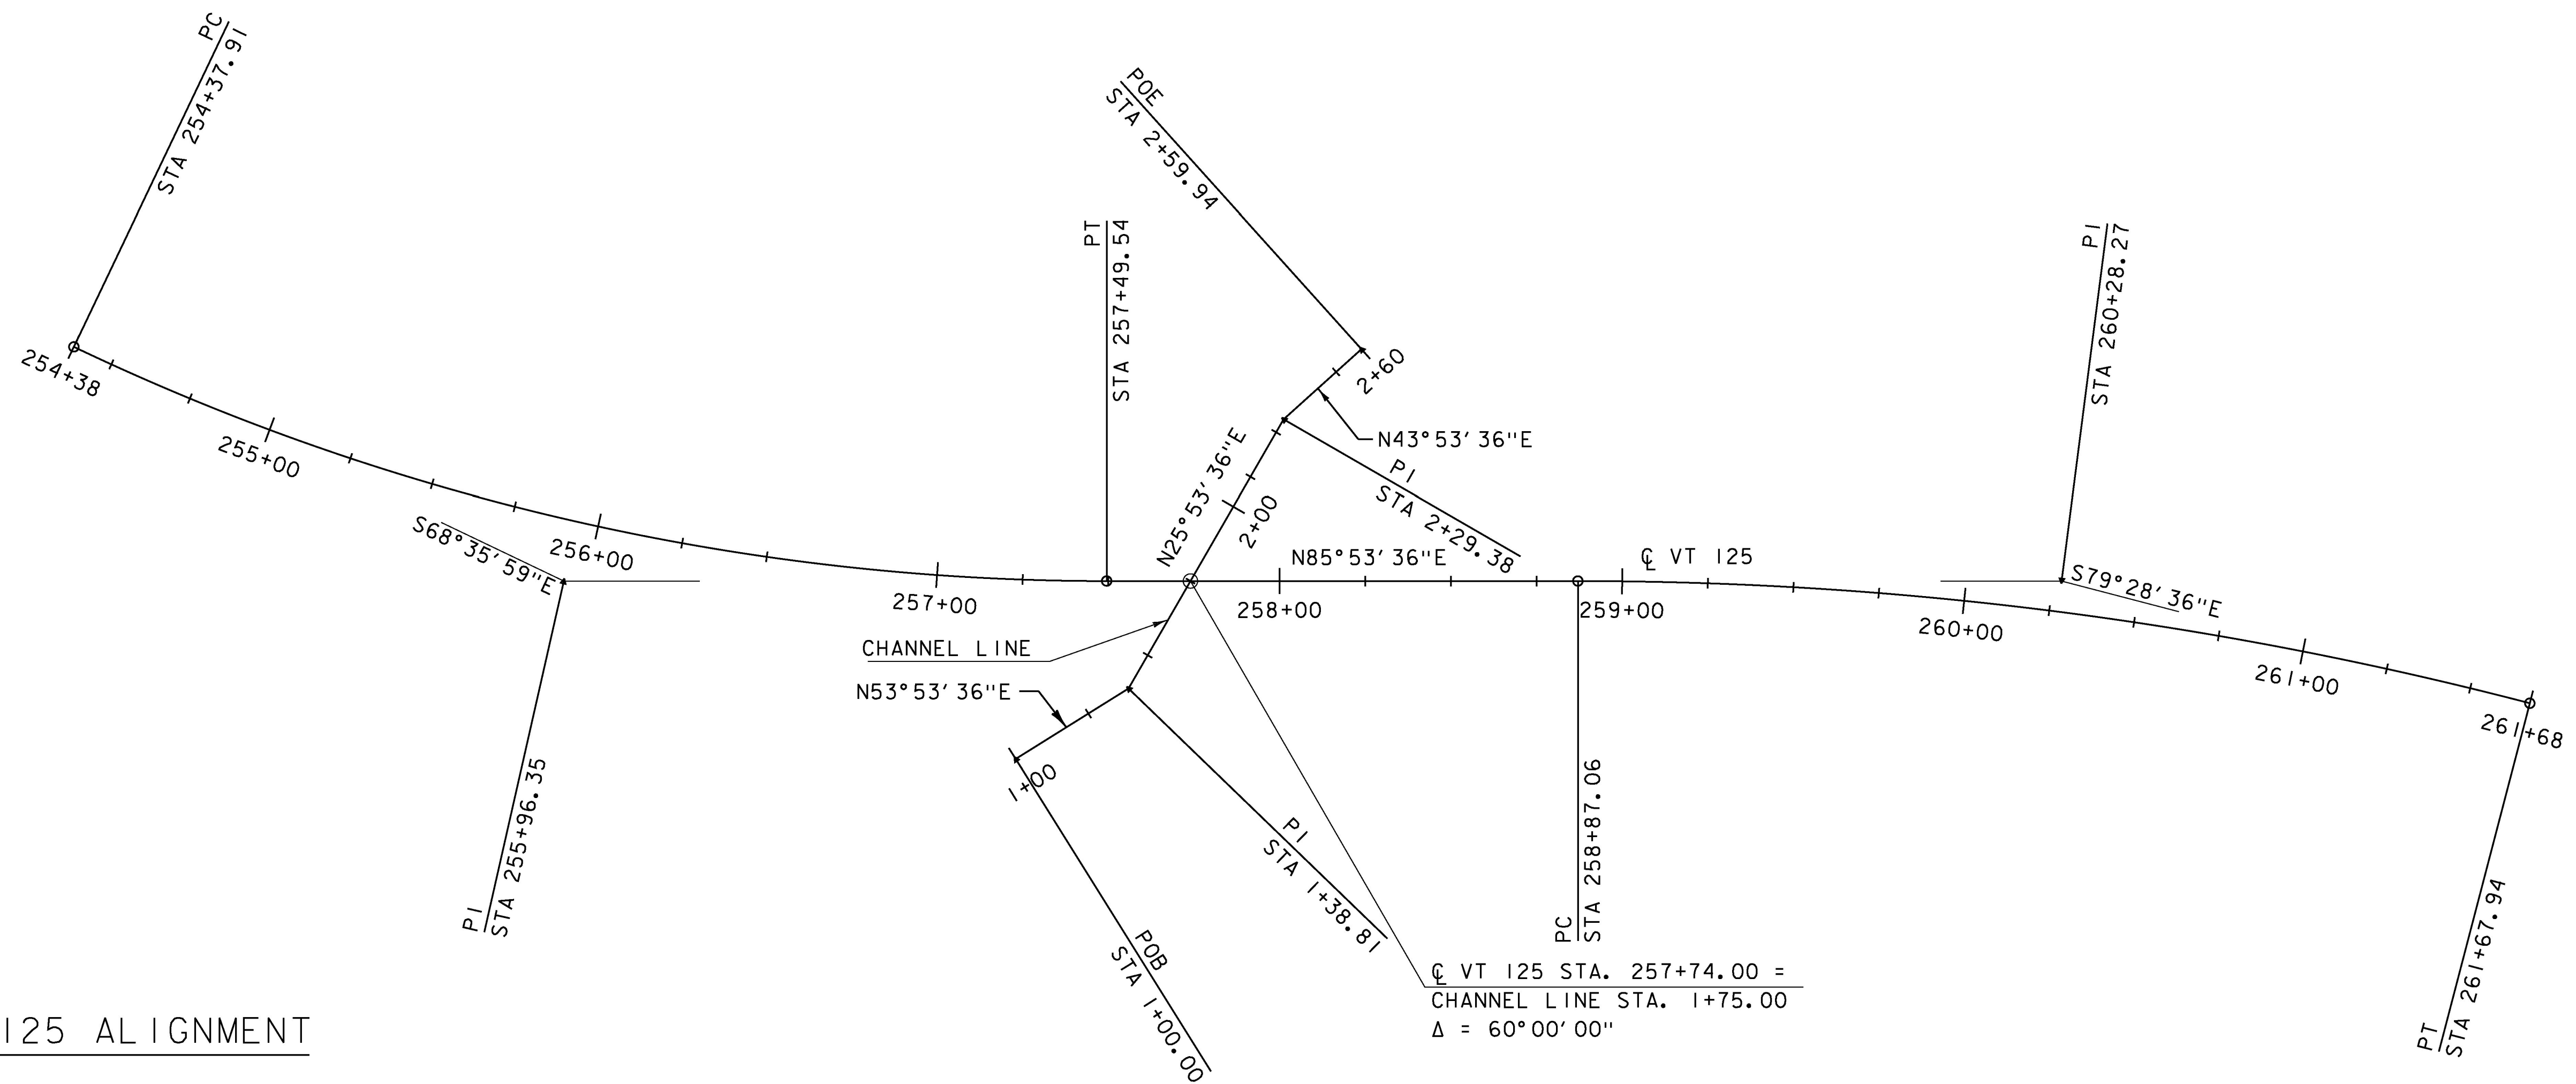 PC
STA 254+37.91
254+38
255+00
S68°35'59"E
256+00
PI
STA 255+96.35
257+00
PT
STA 257+49.54
POE
STA 2+59.94
2+60
N43°53'36"E
N25°53'36"E
2+00
PI
STA 2+29.38
N85°53'36"E
℄ VT 125
258+00
259+00
CHANNEL LINE
N53°53'36"E
1+00
POB
STA 1+00.00
PI
STA 1+38.81
PC
STA 258+87.06
℄ VT 125 STA. 257+74.00 =
CHANNEL LINE STA. 1+75.00
Δ = 60°00'00"
PI
STA 260+28.27
S79°28'36"E
260+00
261+00
261+68
PT
STA 261+67.94
125 ALIGNMENT